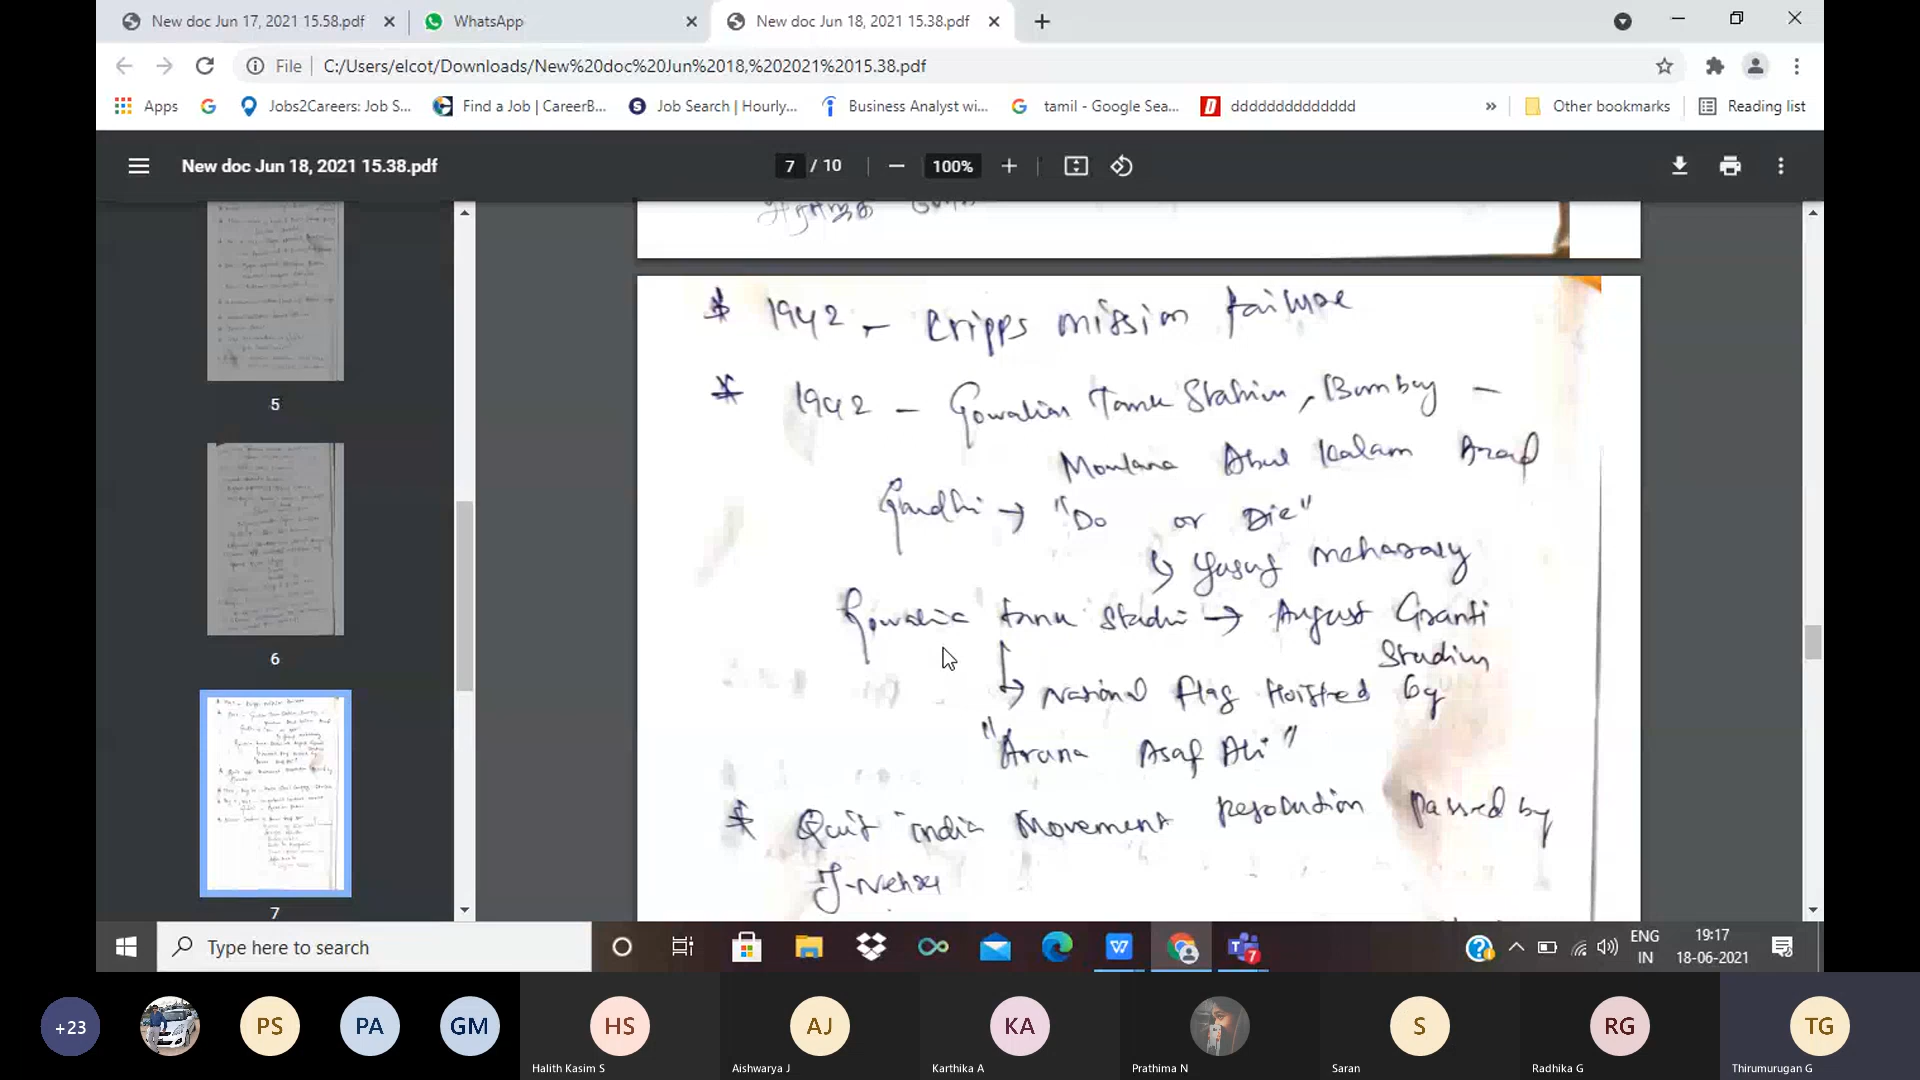 New doc Jun 17, 2021 15.58.pdf
WhatsApp
New doc Jun 18, 2021 15.38.pdf
File
C:/Users/elcot/Downloads/New%20doc%20Jun%2018,%202021%2015.38.pdf
Apps
Jobs2Careers: Job S...
Find a Job | CareerB...
Job Search | Hourly,...
Business Analyst wi...
tamil - Google Sea...
dddddddddddddd
»
Other bookmarks
Reading list
New doc Jun 18, 2021 15.38.pdf
7 / 10
100%
5
6
7
* 1942 - Cripps mission failure
* 1942 - Gowalia Tank Stadium, Bombay -
Moulana Abul Kalam Azad
Gandhi → "Do or Die"
↳ Yusuf
Gowalia Tank → August Cranti
Stadium
↳ National Flag Hoisted by
"Aruna Asaf Ali"
* Quit india Movement resolution passed by
J-Nehru
Type here to search
7
ENG
IN
19:17
18-06-2021
+23
PS
PA
GM
HS
Halith Kasim S
AJ
Aishwarya J
KA
Karthika A
Prathima N
S
Saran
RG
Radhika G
TG
Thirumurugan G